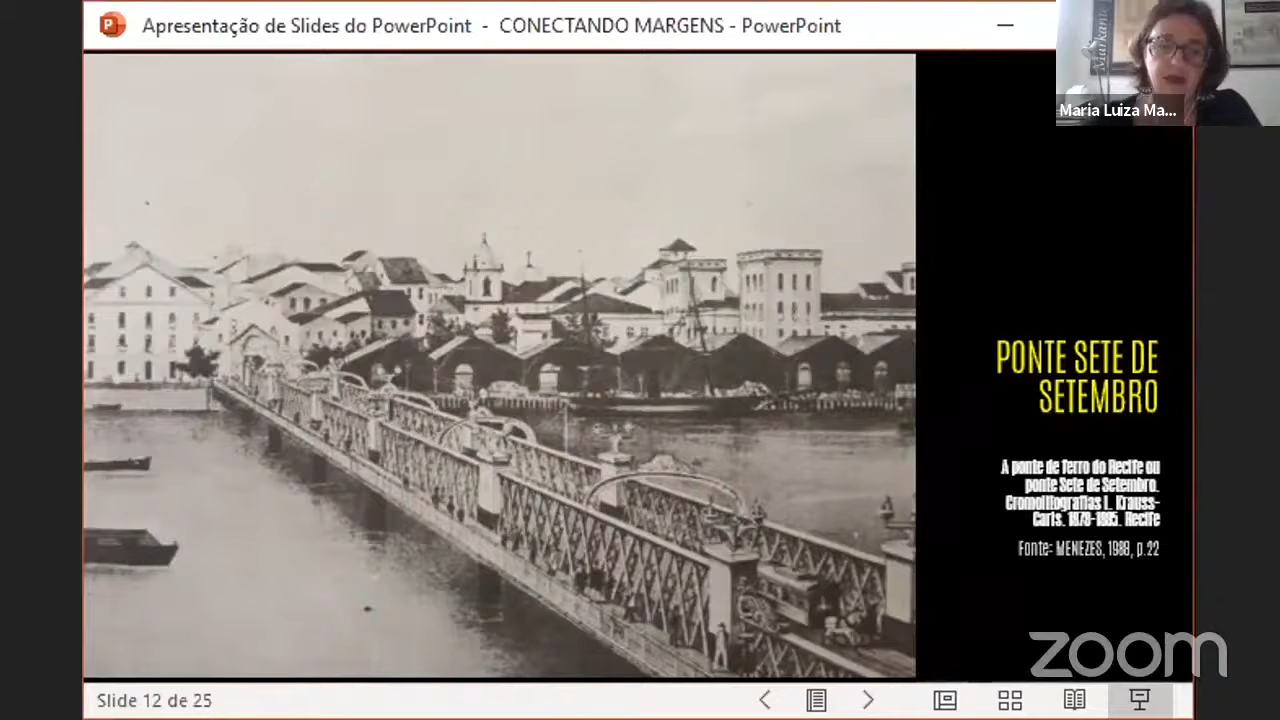 Apresentação de Slides do PowerPoint - CONECTANDO MARGENS - PowerPoint
Maria Luiza Ma...
PONTE SETE DE
SETEMBRO
A ponte de ferro do Recife ou
ponte Sete de Setembro.
Cromolitografias L. Krauss-
Carls. 1878-1885. Recife
Fonte: MENEZES, 1988, p.22
zoom
Slide 12 de 25